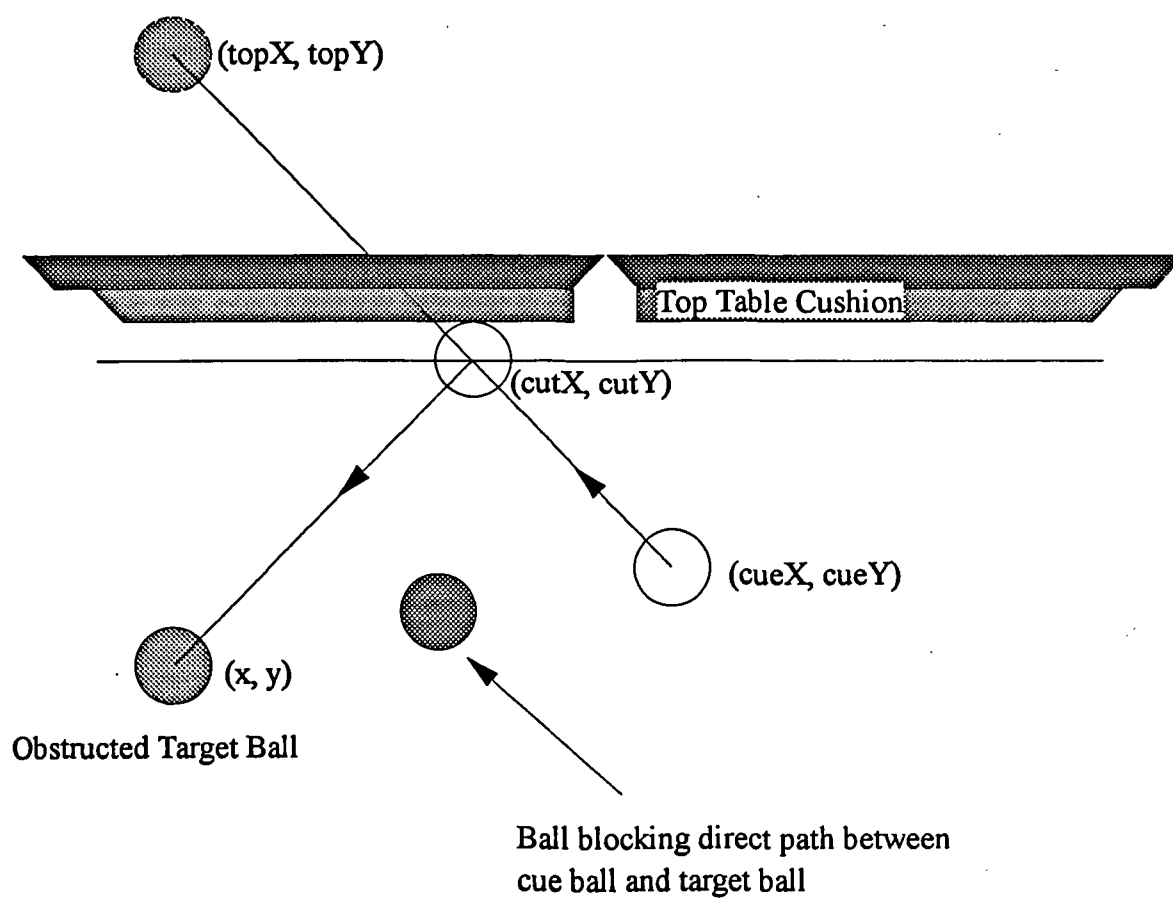 (topX, topY)
Top Table Cushion
(cutX, cutY)
(cueX, cueY)
(x, y)
Obstructed Target Ball
Ball blocking direct path between
cue ball and target ball